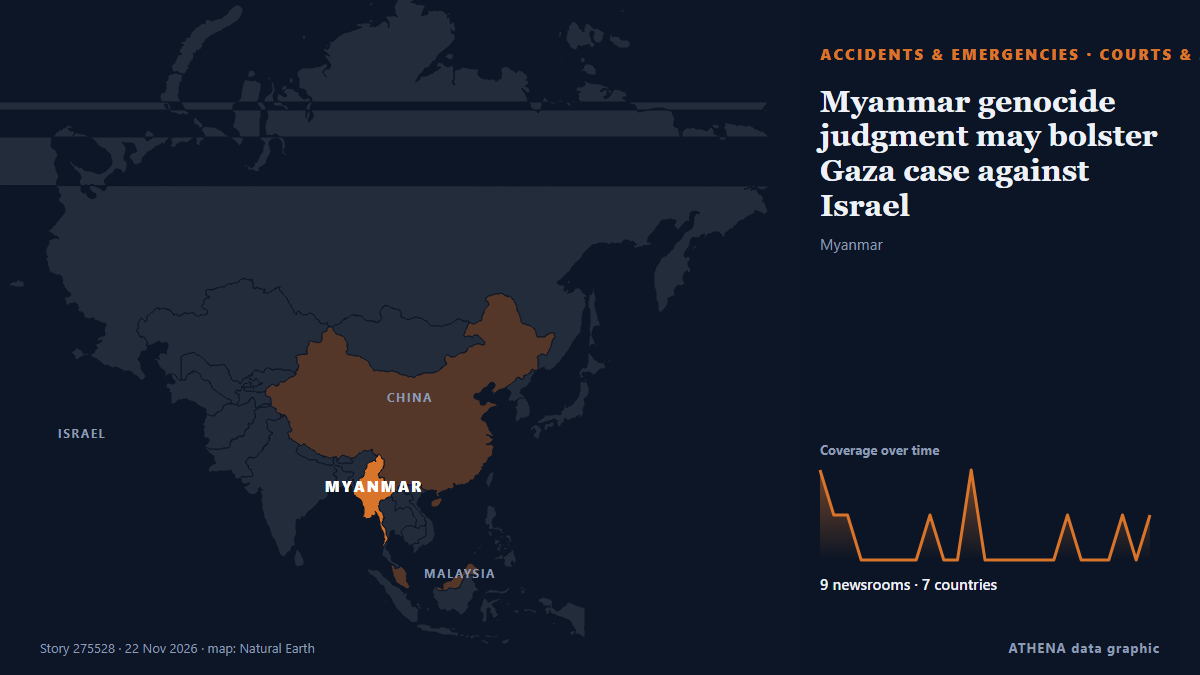 ACCIDENTS & EMERGENCIES · COURTS &
Myanmar genocide
judgment may bolster
Gaza case against
Israel
Myanmar
CHINA
ISRAEL
MYANMAR
MALAYSIA
Coverage over time
9 newsrooms · 7 countries
Story 275528 · 22 Nov 2026 · map: Natural Earth
ATHENA data graphic